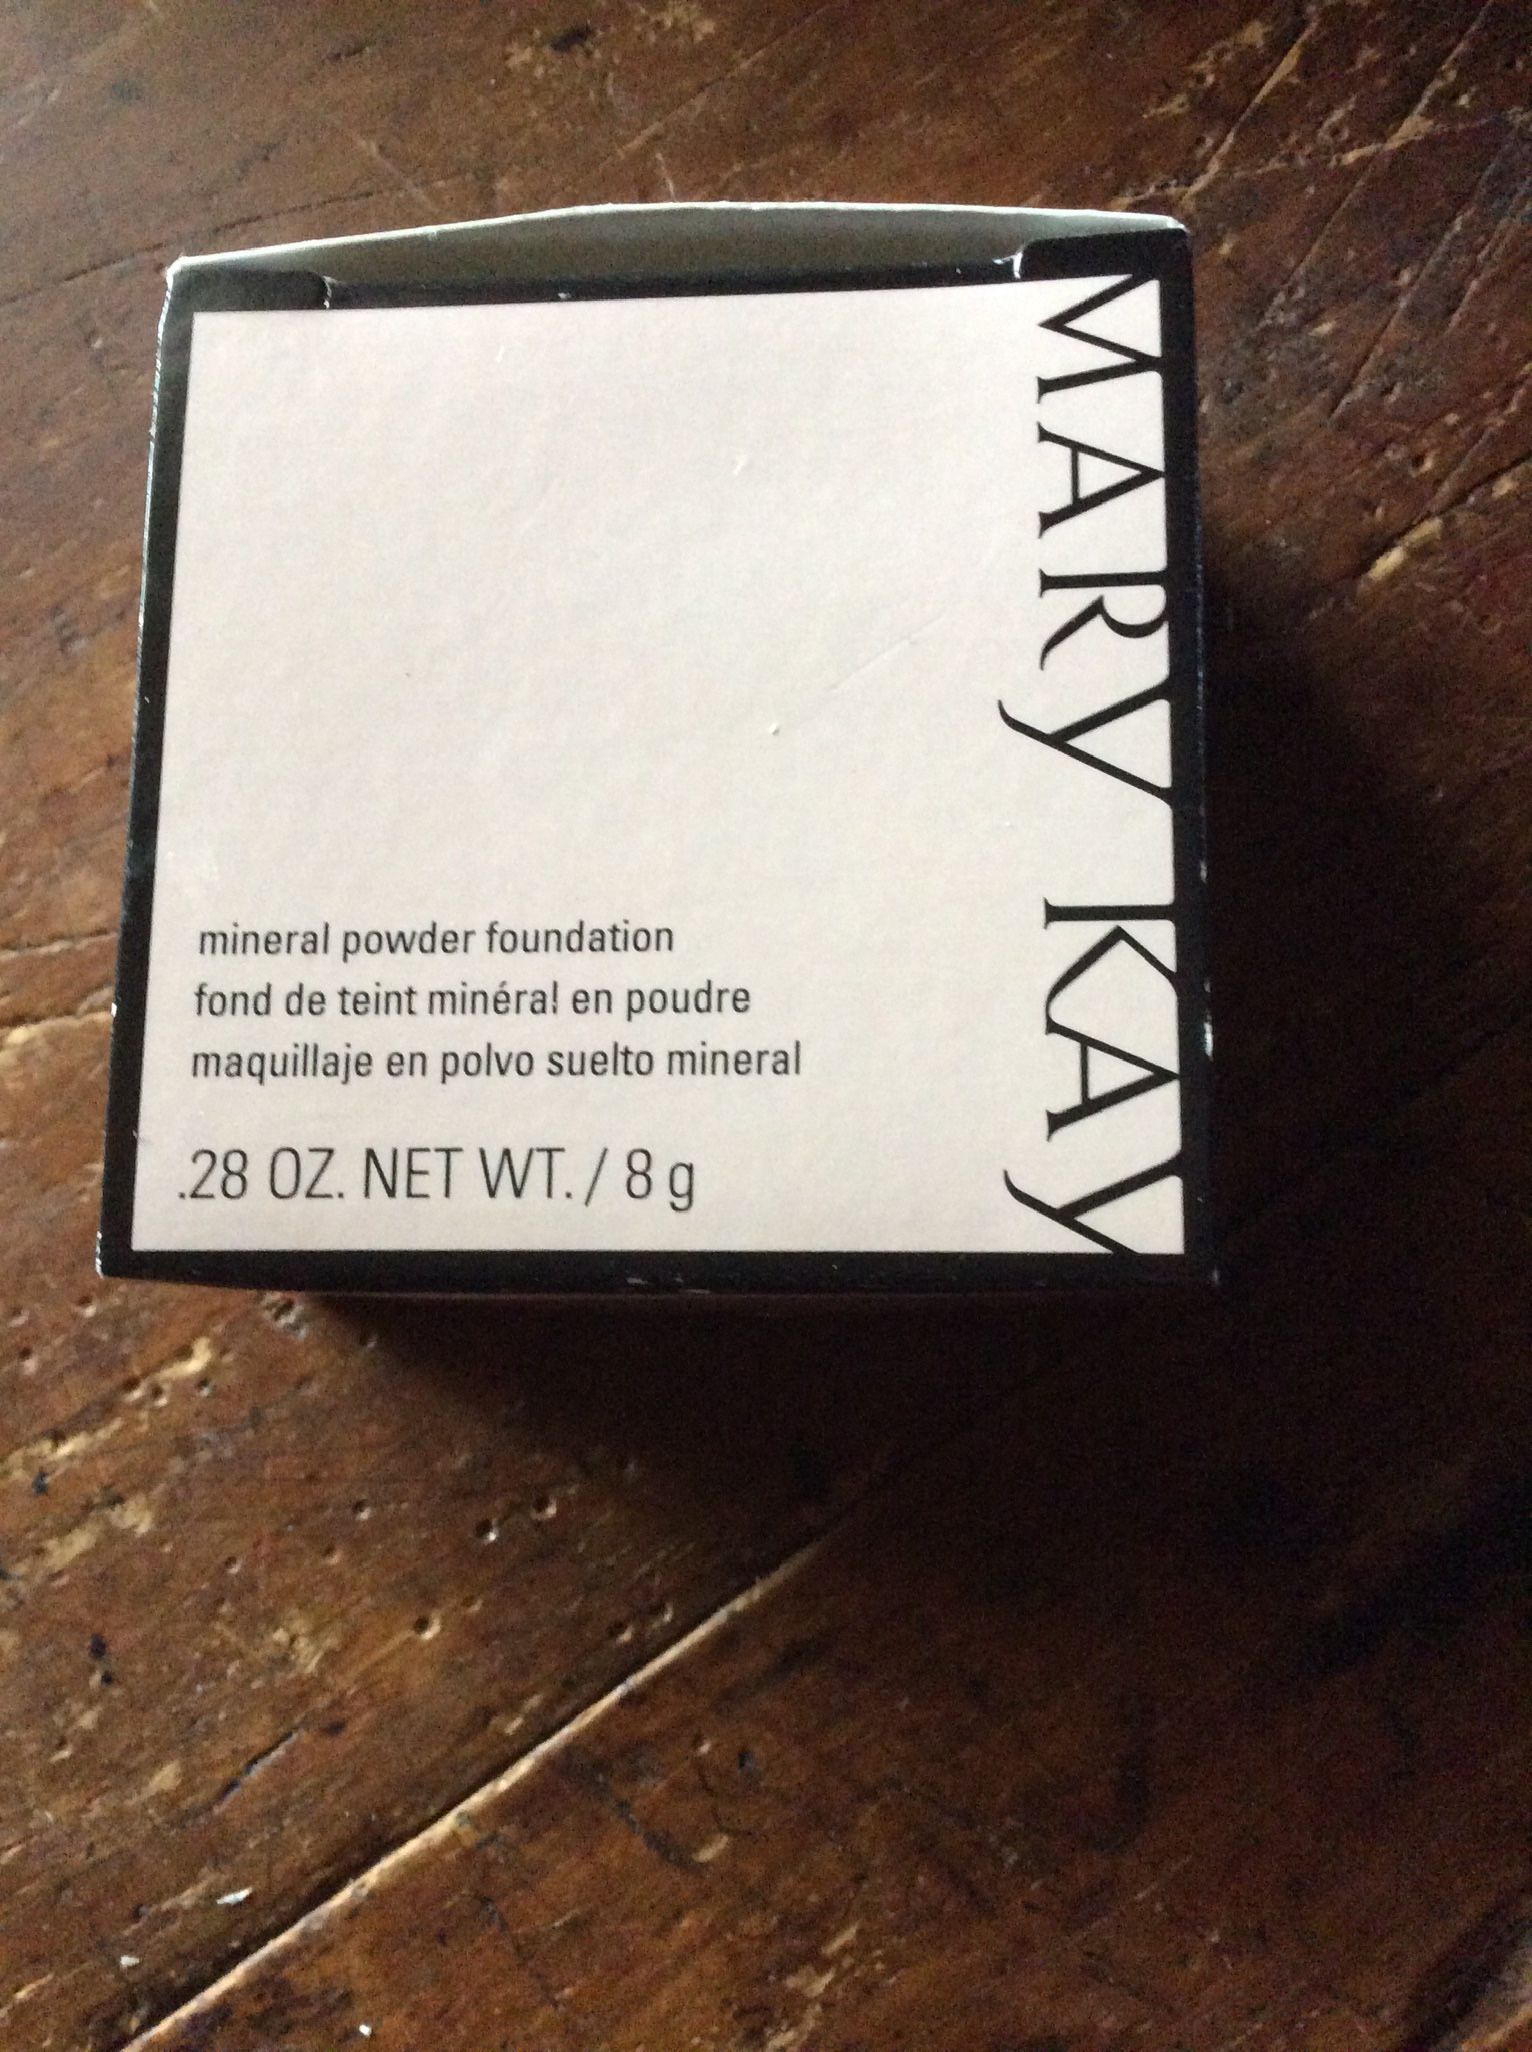 MARY KAY
mineral powder foundation
fond de teint minéral en poudre
maquillaje en polvo suelto mineral
.28 OZ. NET WT. / 8 g